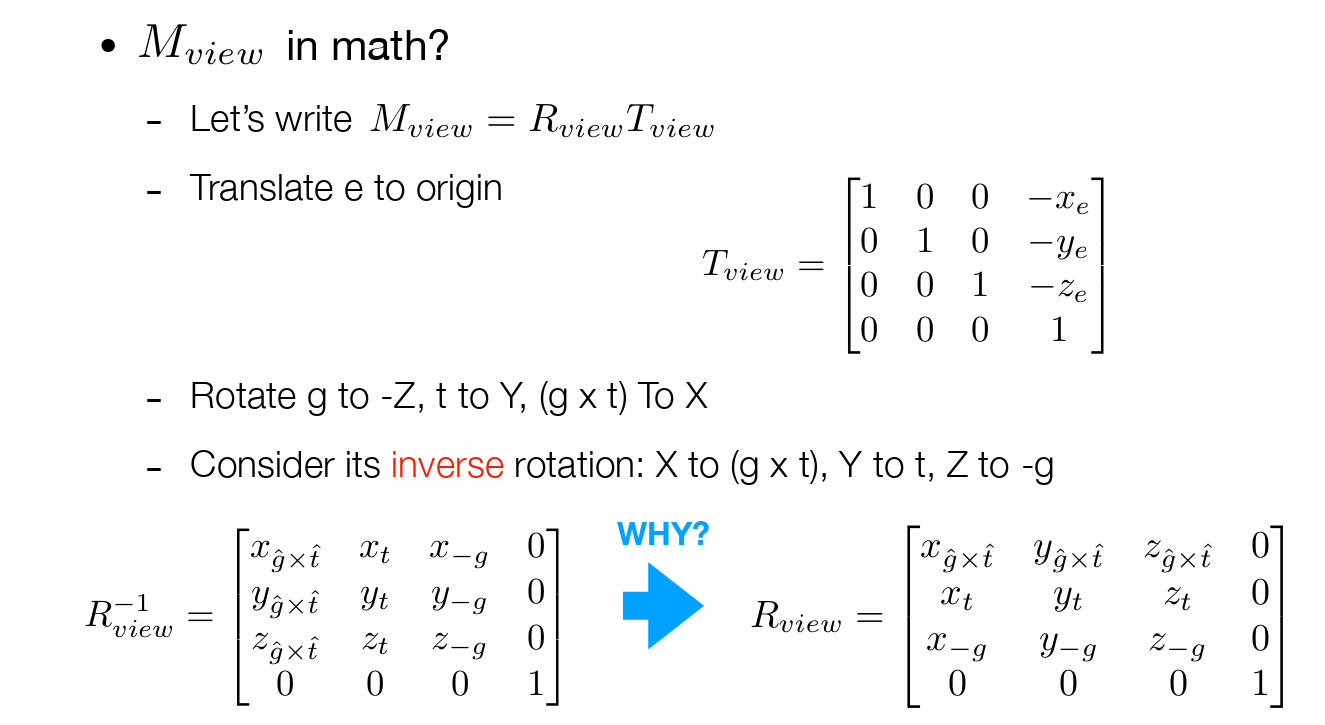 • $M_{view}$ in math?
- Let's write $M_{view} = R_{view}T_{view}$
- Translate e to origin
$T_{view} = \begin{bmatrix} 1 & 0 & 0 & -x_e \\ 0 & 1 & 0 & -y_e \\ 0 & 0 & 1 & -z_e \\ 0 & 0 & 0 & 1 \end{bmatrix}$
- Rotate g to -Z, t to Y, (g x t) To X
- Consider its inverse rotation: X to (g x t), Y to t, Z to -g
$R_{view}^{-1} = \begin{bmatrix} x_{\hat{g}\times\hat{t}} & x_t & x_{-g} & 0 \\ y_{\hat{g}\times\hat{t}} & y_t & y_{-g} & 0 \\ z_{\hat{g}\times\hat{t}} & z_t & z_{-g} & 0 \\ 0 & 0 & 0 & 1 \end{bmatrix}$
WHY?
$R_{view} = \begin{bmatrix} x_{\hat{g}\times\hat{t}} & y_{\hat{g}\times\hat{t}} & z_{\hat{g}\times\hat{t}} & 0 \\ x_t & y_t & z_t & 0 \\ x_{-g} & y_{-g} & z_{-g} & 0 \\ 0 & 0 & 0 & 1 \end{bmatrix}$